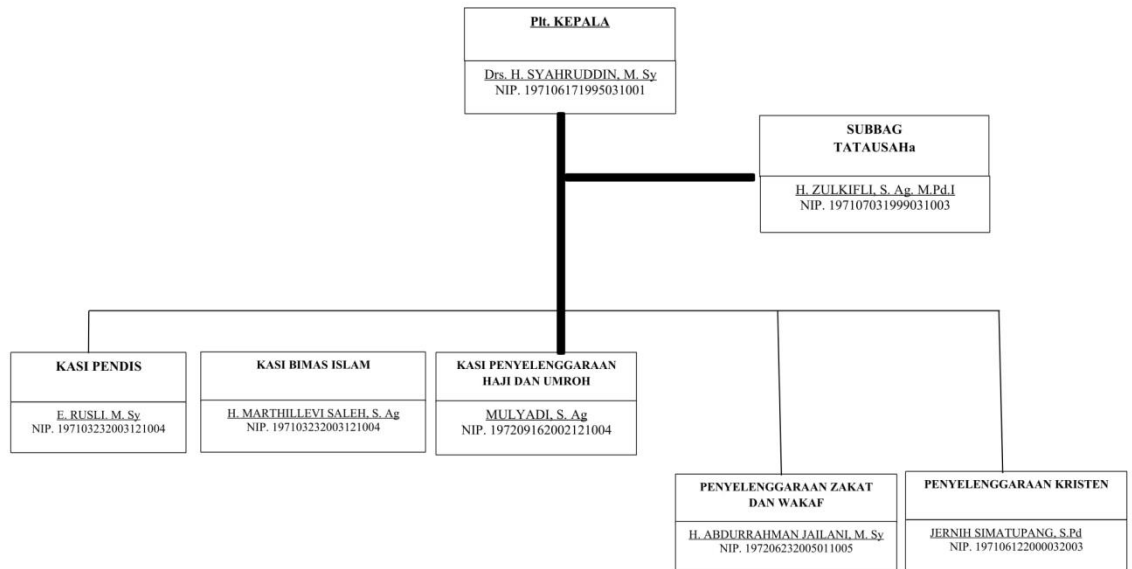 Plt. KEPALA
Drs. H. SYAHRUDDIN, M. Sy
NIP. 197106171995031001
SUBBAG
TATAUSAHa
H. ZULKIFLI, S. Ag. M.Pd.I
NIP. 197107031999031003
KASI PENDIS
E. RUSLI. M. Sy
NIP. 197103232003121004
KASI BIMAS ISLAM
H. MARTHILLEVI SALEH, S. Ag
NIP. 197103232003121004
KASI PENYELENGGARAAN
HAJI DAN UMROH
MULYADI, S. Ag
NIP. 197209162002121004
PENYELENGGARAAN ZAKAT
DAN WAKAF
H. ABDURRAHMAN JAILANI, M. Sy
NIP. 197206232005011005
PENYELENGGARAAN KRISTEN
JERNIH SIMATUPANG, S.Pd
NIP. 197106122000032003